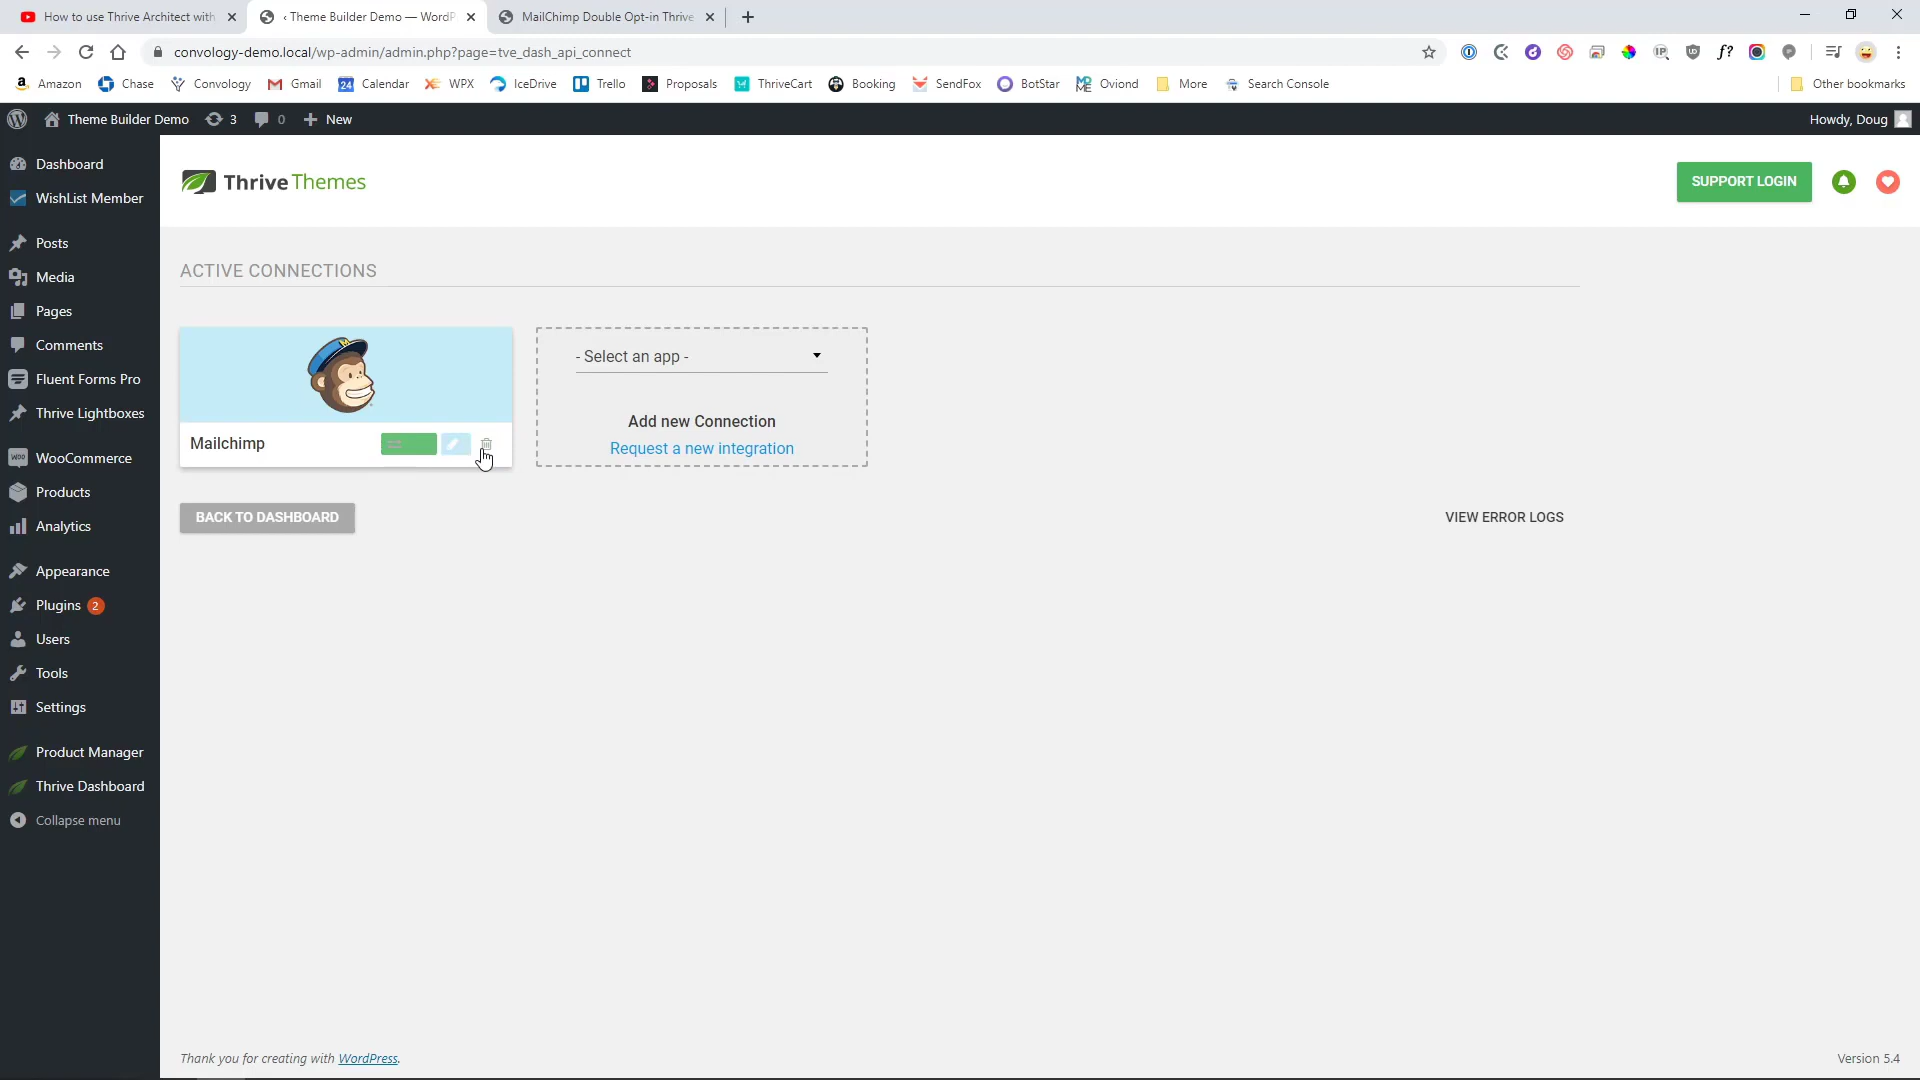 How to use Thrive Architect with
‹ Theme Builder Demo — WordP
MailChimp Double Opt-in Thrive
convology-demo.local/wp-admin/admin.php?page=tve_dash_api_connect
Amazon
Chase
Convology
Gmail
24 Calendar
WPX
IceDrive
Trello
Proposals
ThriveCart
Booking
SendFox
BotStar
Oviond
More
Search Console
Other bookmarks
Theme Builder Demo
3
0
New
Howdy, Doug
Dashboard
WishList Member
Posts
Media
Pages
Comments
Fluent Forms Pro
Thrive Lightboxes
WooCommerce
Products
Analytics
Appearance
Plugins 2
Users
Tools
Settings
Product Manager
Thrive Dashboard
Collapse menu
Thrive Themes
SUPPORT LOGIN
ACTIVE CONNECTIONS
Mailchimp
- Select an app -
Add new Connection
Request a new integration
BACK TO DASHBOARD
VIEW ERROR LOGS
Thank you for creating with WordPress.
Version 5.4